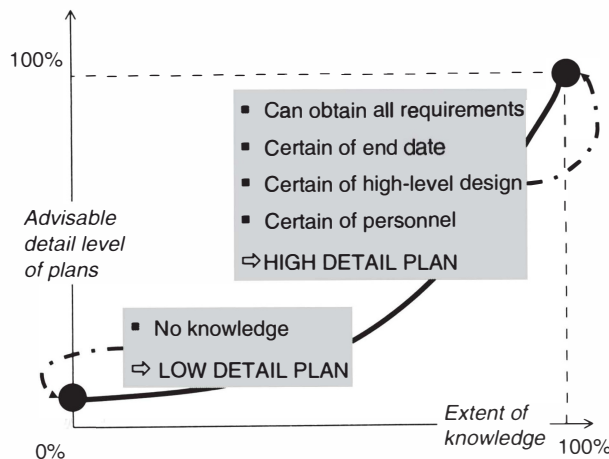 100%
▪ Can obtain all requirements
▪ Certain of end date
▪ Certain of high-level design
▪ Certain of personnel
⇨ HIGH DETAIL PLAN
Advisable
detail level
of plans
▪ No knowledge
⇨ LOW DETAIL PLAN
Extent of
knowledge
0%
100%